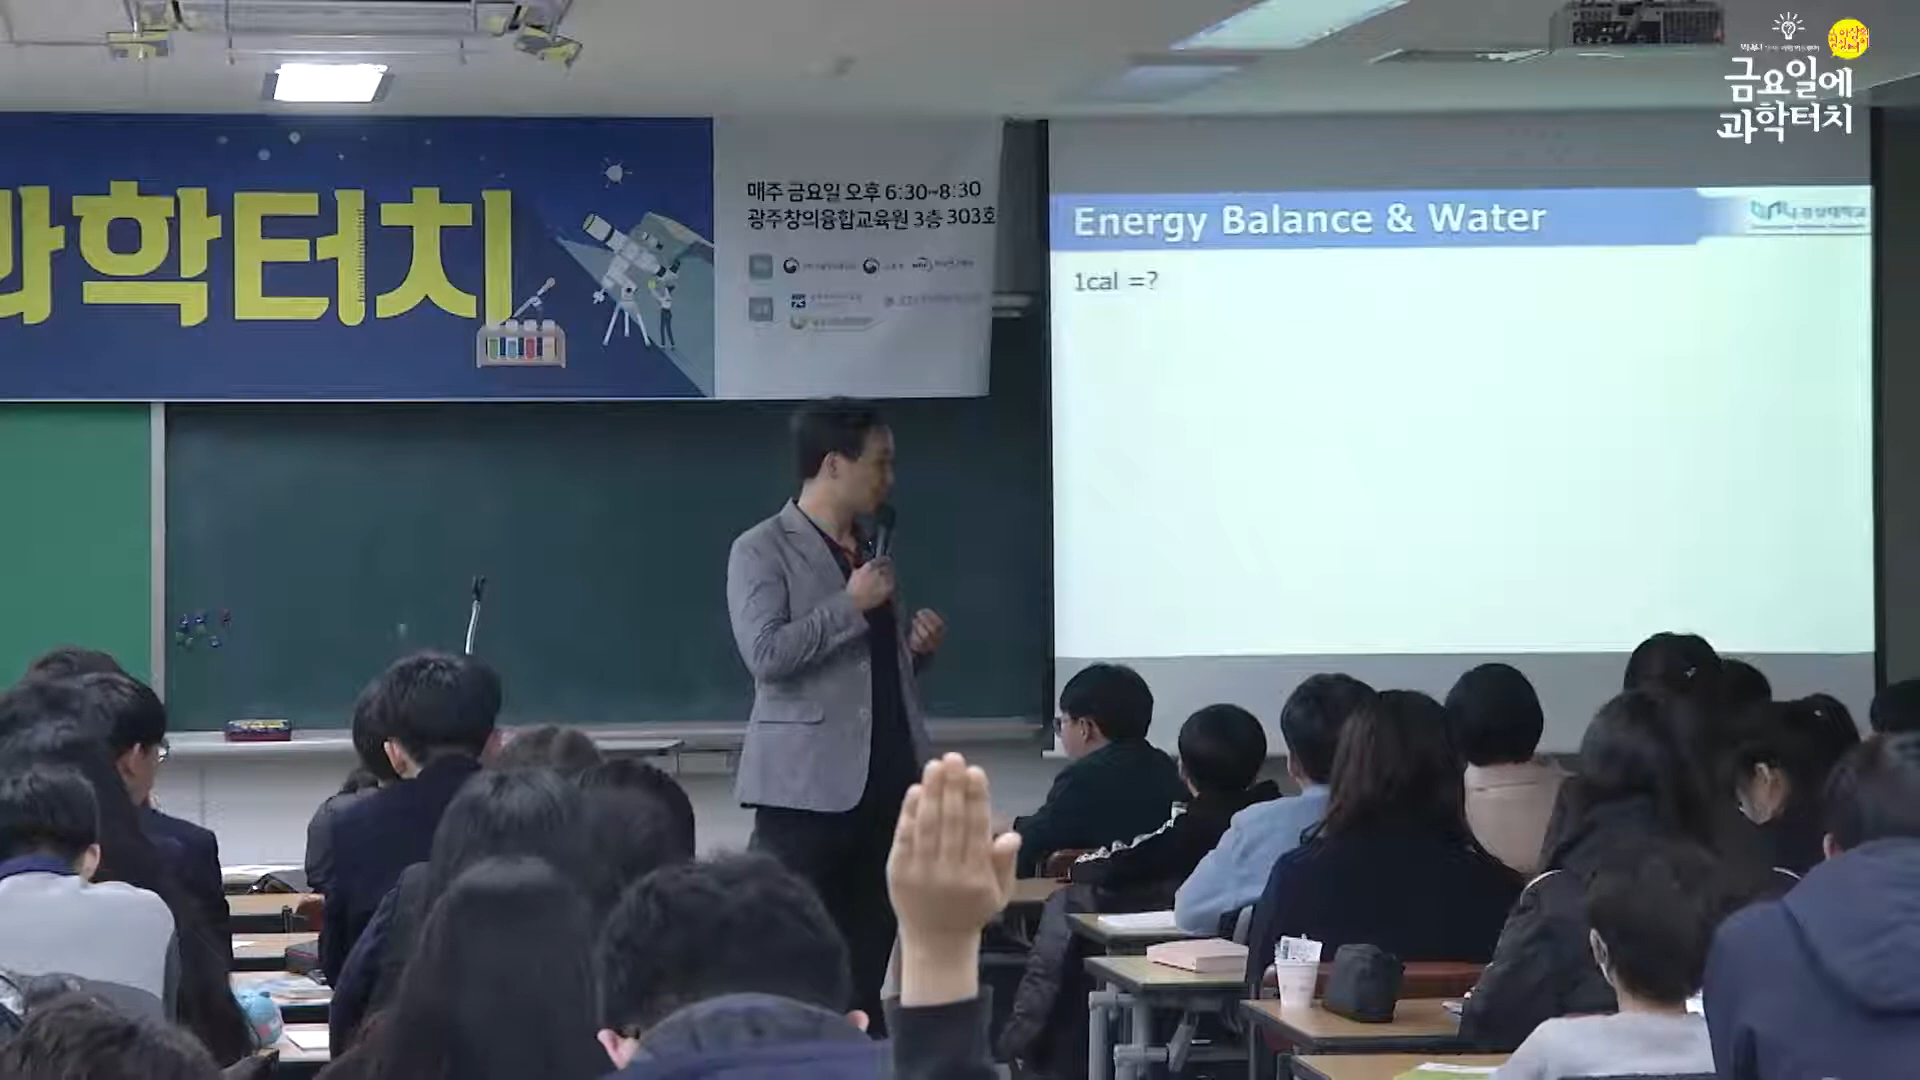 과학터치
매주 금요일 오후 6:30~8:30
광주창의융합교육원 3층 303호
Energy Balance & Water
1cal =?
금요일에
과학터치